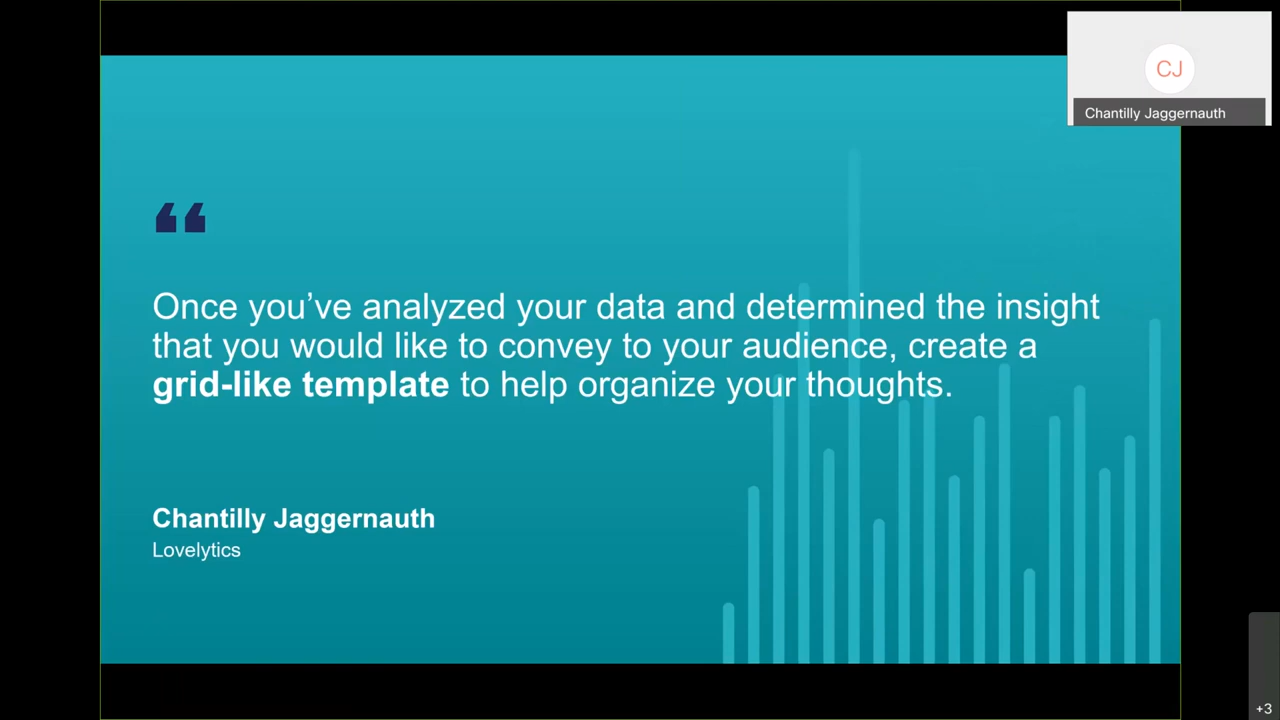 CJ
Chantilly Jaggernauth
“
Once you’ve analyzed your data and determined the insight
that you would like to convey to your audience, create a
grid-like template to help organize your thoughts.
Chantilly Jaggernauth
Lovelytics
+3